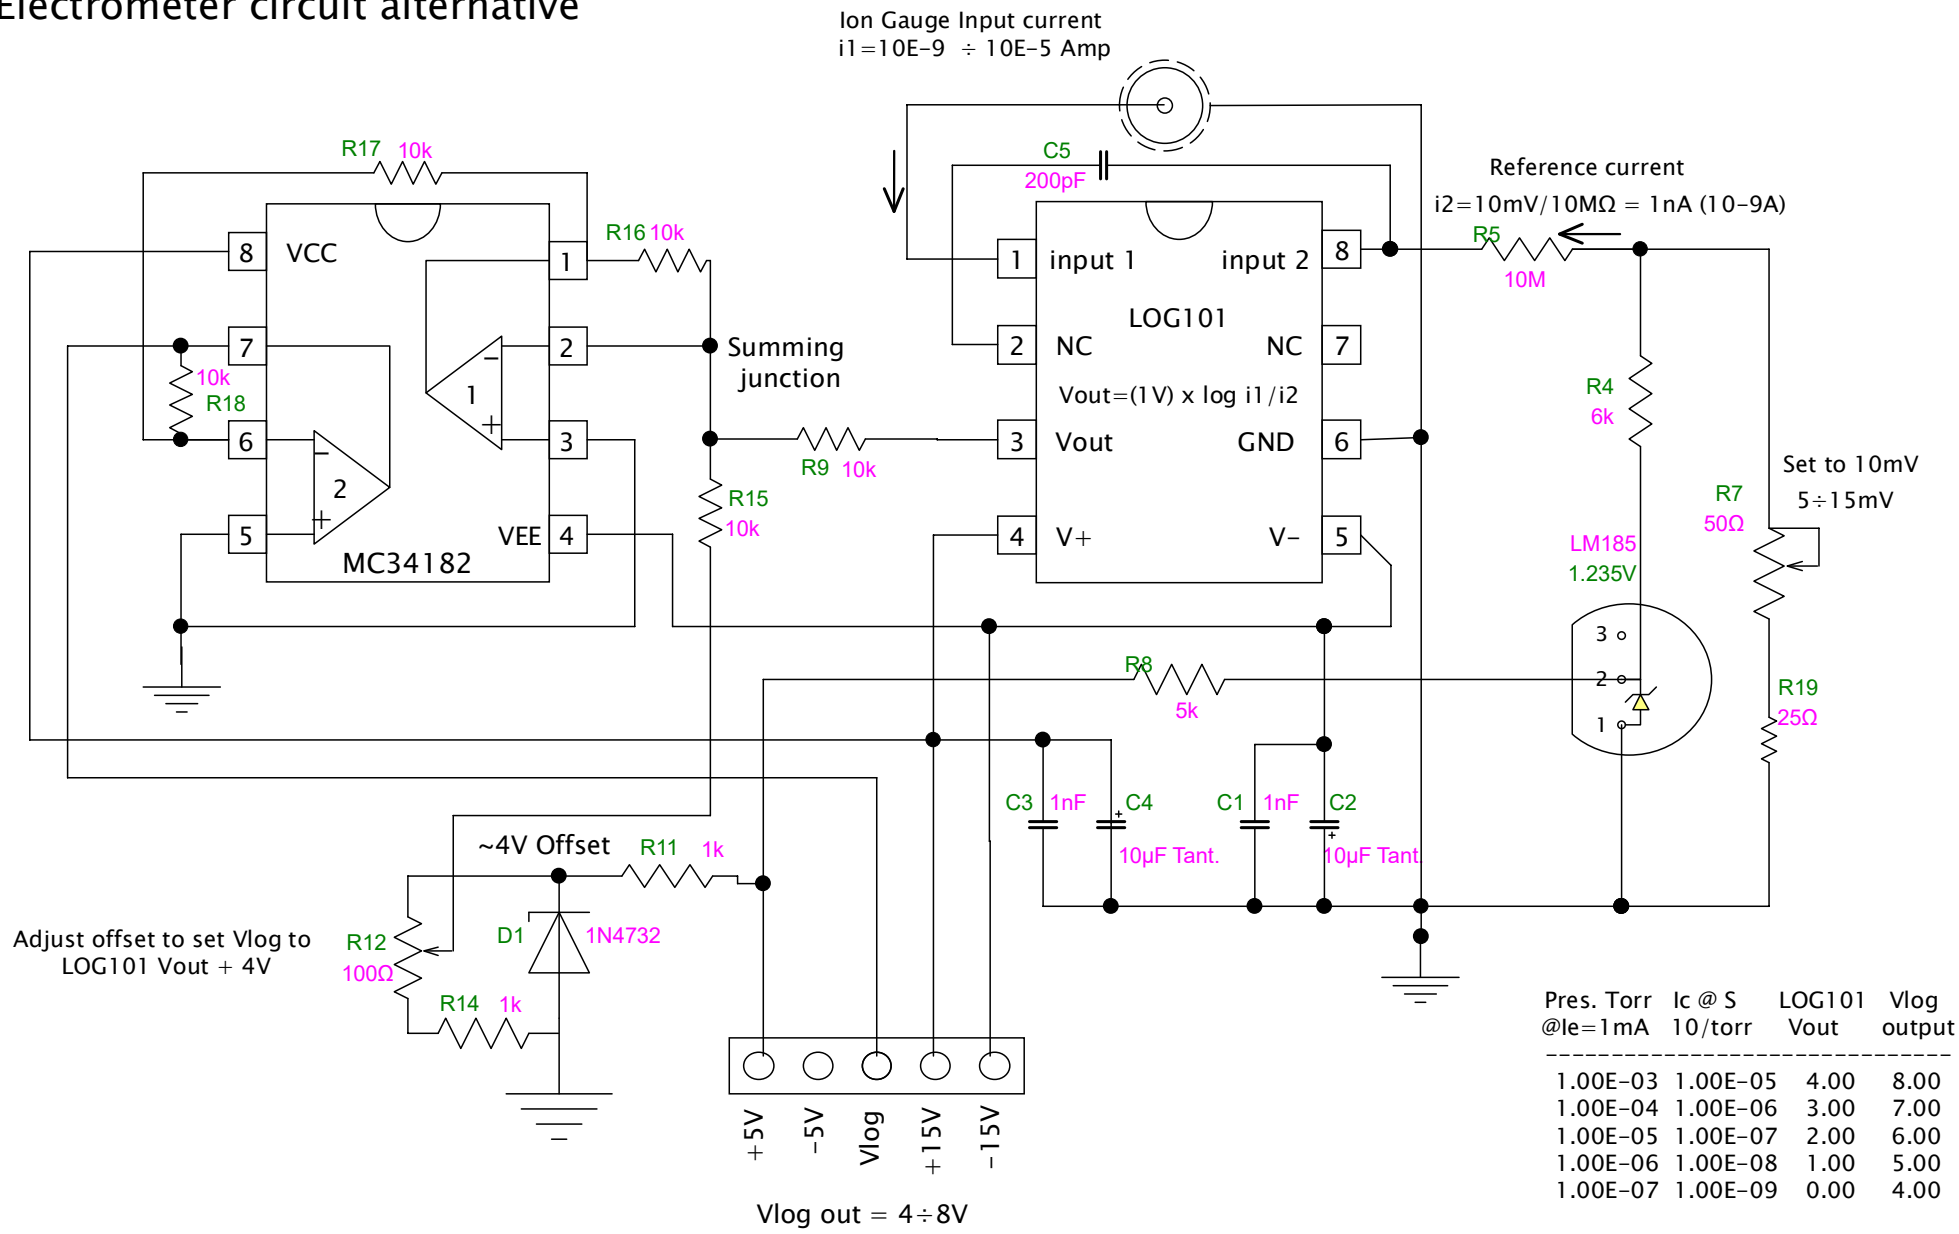 Electrometer circuit alternative
Ion Gauge Input current
i1=10E-9 ÷ 10E-5 Amp
R17 10k
C5
200pF
Reference current
i2=10mV/10MΩ = 1nA (10-9A)
R5
10M
8 VCC
1
R16 10k
1 input 1
input 2 8
LOG101
7
2
Summing
junction
2 NC
NC 7
10k
R18
1
Vout=(1V) x log i1/i2
R4
6k
6
3
R9 10k
3 Vout
GND 6
2
Set to 10mV
5÷15mV
R7
50Ω
R15
10k
5
VEE 4
4 V+
V- 5
MC34182
LM185
1.235V
3
2
1
R8
5k
R19
25Ω
C3 1nF
C4
10µF Tant.
C1 1nF
C2
10µF Tant.
~4V Offset
R11 1k
Adjust offset to set Vlog to
LOG101 Vout + 4V
R12
100Ω
D1
1N4732
R14 1k
+5V
-5V
Vlog
+15V
-15V
Vlog out = 4÷8V
Pres. Torr Ic @ S LOG101 Vlog
@Ie=1mA 10/torr Vout output
-------------------------------
1.00E-03 1.00E-05 4.00 8.00
1.00E-04 1.00E-06 3.00 7.00
1.00E-05 1.00E-07 2.00 6.00
1.00E-06 1.00E-08 1.00 5.00
1.00E-07 1.00E-09 0.00 4.00